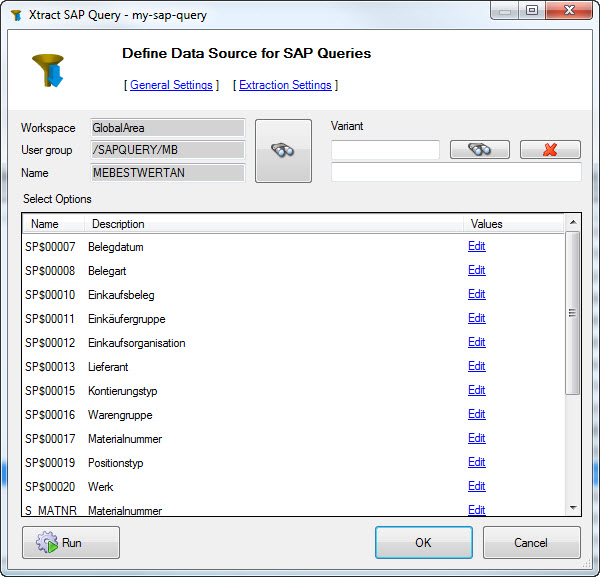 Xtract SAP Query - my-sap-query
Define Data Source for SAP Queries
[ General Settings ] [ Extraction Settings ]
Workspace GlobalArea Variant
User group /SAPQUERY/MB
Name MEBESTWERTAN
Select Options
Name Description Values
SP$00007 Belegdatum Edit
SP$00008 Belegart Edit
SP$00010 Einkaufsbeleg Edit
SP$00011 Einkäufergruppe Edit
SP$00012 Einkaufsorganisation Edit
SP$00013 Lieferant Edit
SP$00015 Kontierungstyp Edit
SP$00016 Warengruppe Edit
SP$00017 Materialnummer Edit
SP$00019 Positionstyp Edit
SP$00020 Werk Edit
S_MATNR Materialnummer Edit
Run OK Cancel